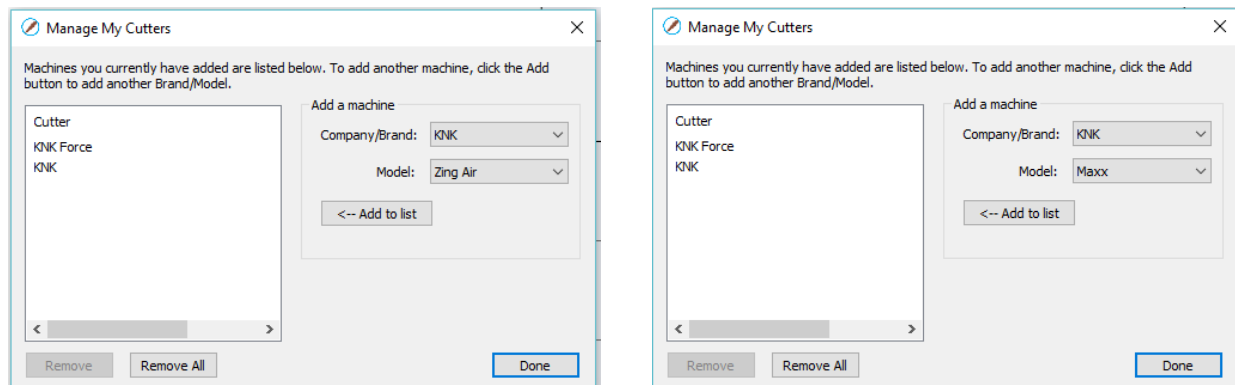 Manage My Cutters
Machines you currently have added are listed below. To add another machine, click the Add
button to add another Brand/Model.
Cutter
KNK Force
KNK
Add a machine
Company/Brand: KNK
Model: Zing Air
<-- Add to list
Remove
Remove All
Done
Manage My Cutters
Machines you currently have added are listed below. To add another machine, click the Add
button to add another Brand/Model.
Cutter
KNK Force
KNK
Add a machine
Company/Brand: KNK
Model: Maxx
<-- Add to list
Remove
Remove All
Done